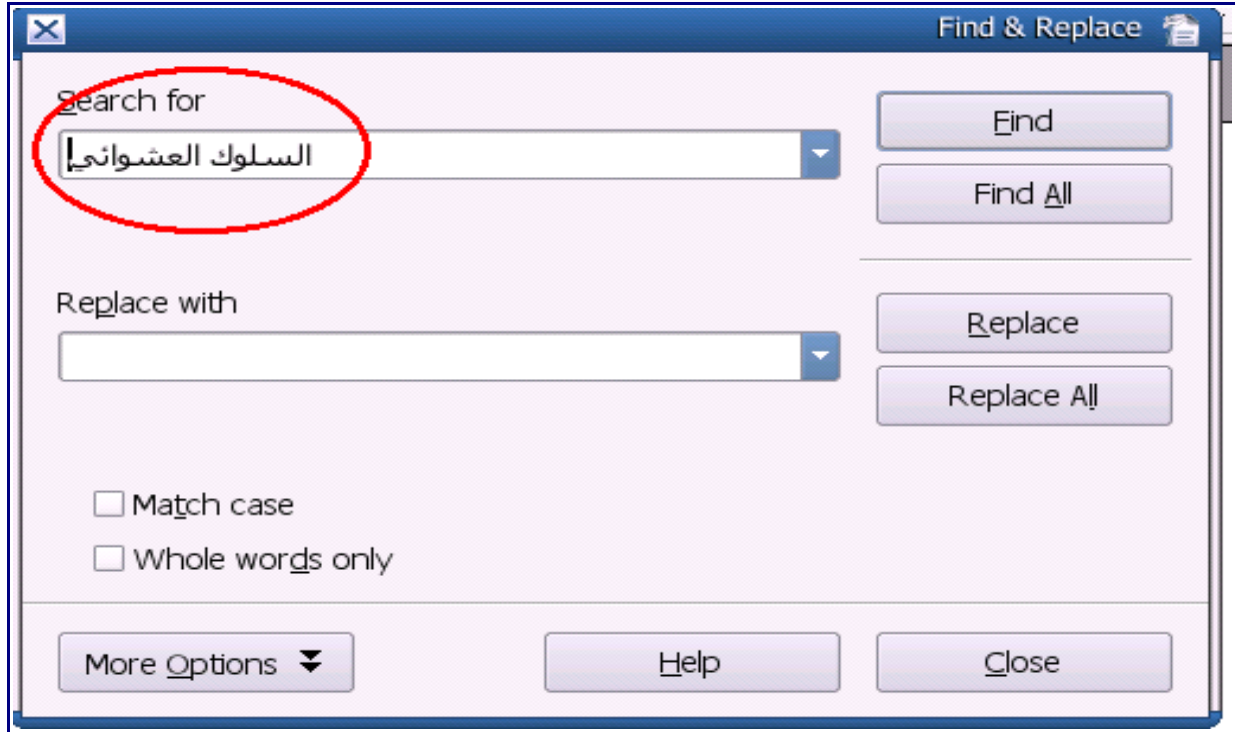 Find & Replace
Search for
السلوك العشوائي
Find
Find All
Replace with
Replace
Replace All
Match case
Whole words only
More Options
Help
Close